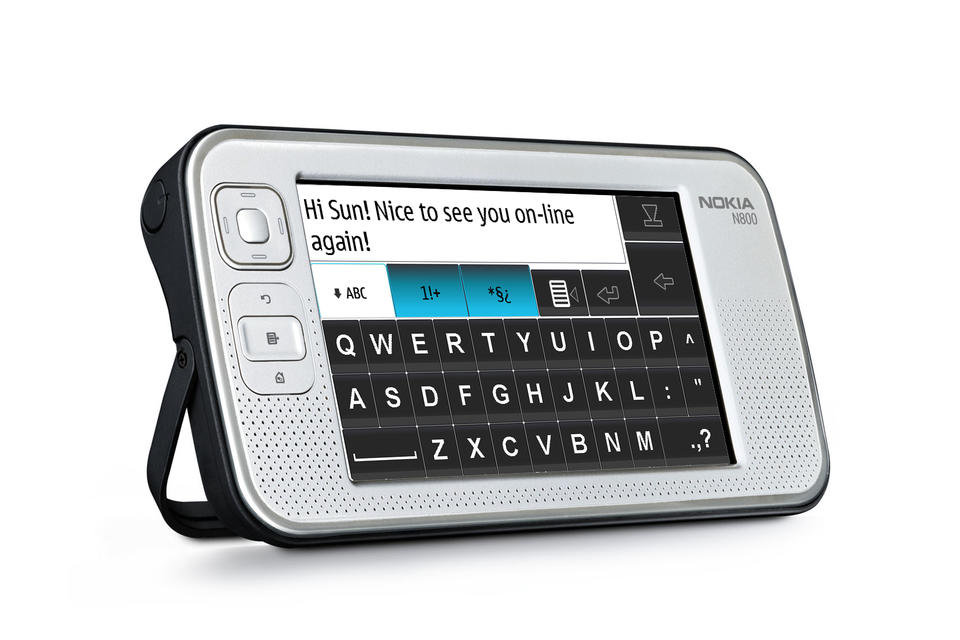 NOKIA
N800
Hi Sun! Nice to see you on-line
again!
ABC 1!+ *§¿
Q W E R T Y U I O P ^
A S D F G H J K L : "
Z X C V B N M .,?